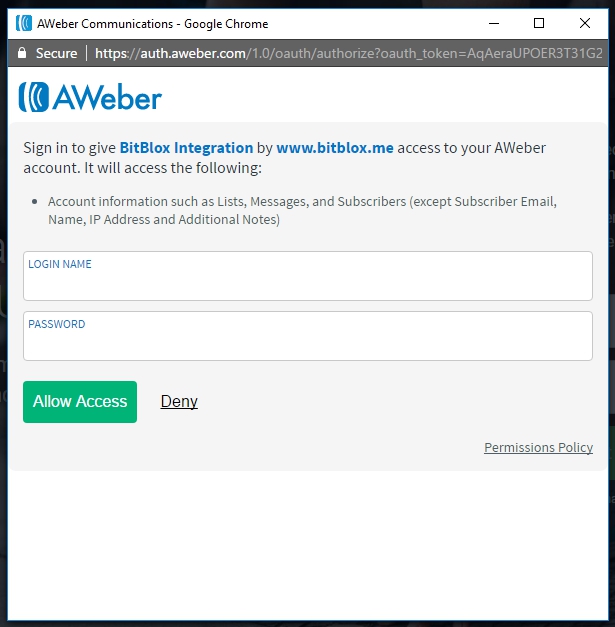 AWeber Communications - Google Chrome
Secure | https://auth.aweber.com/1.0/oauth/authorize?oauth_token=AqAeraUPOER3T31G2
AWeber
Sign in to give BitBlox Integration by www.bitblox.me access to your AWeber
account. It will access the following:
• Account information such as Lists, Messages, and Subscribers (except Subscriber Email,
Name, IP Address and Additional Notes)
LOGIN NAME
PASSWORD
Allow Access Deny
Permissions Policy